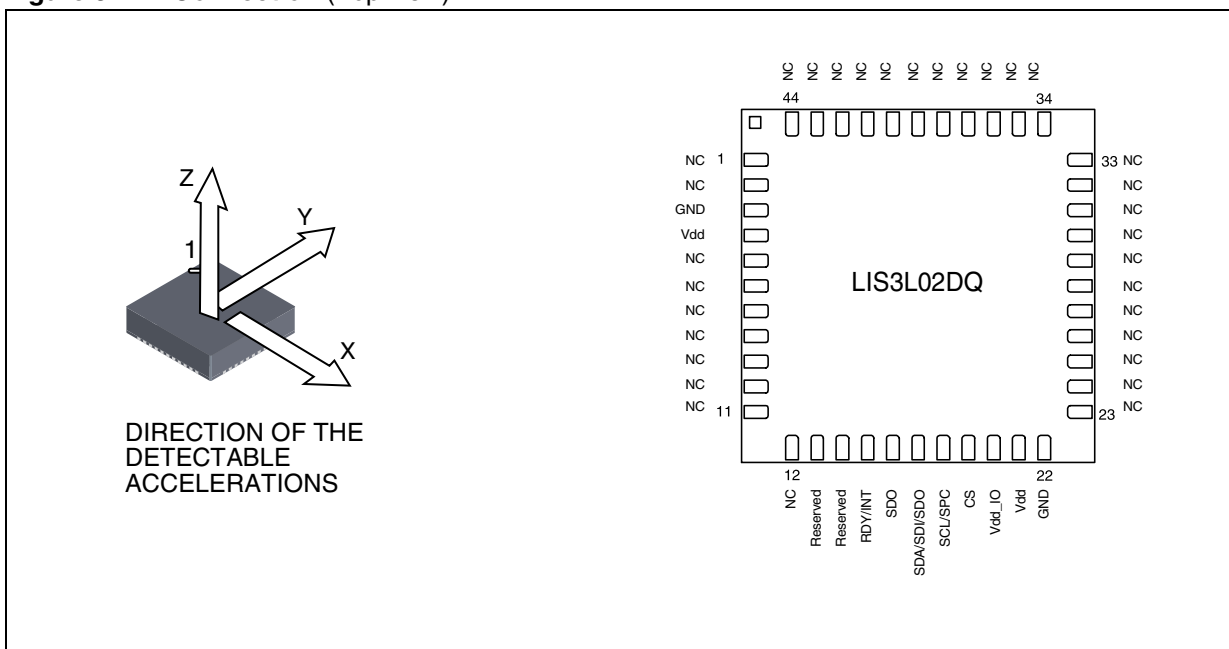 Figure Connection (Top view)
NC NC NC NC NC NC NC NC NC NC NC
44 34
Z
Y
1
X
DIRECTION OF THE
DETECTABLE
ACCELERATIONS
NC 1
NC
GND
Vdd
NC
NC
NC
NC
NC
NC
NC 11
LIS3L02DQ
33 NC
NC
NC
NC
NC
NC
NC
NC
NC
NC
23 NC
12 22
NC
Reserved
Reserved
RDY/INT
SDO
SDA/SDI/SDO
SCL/SPC
CS
Vdd_IO
Vdd
GND